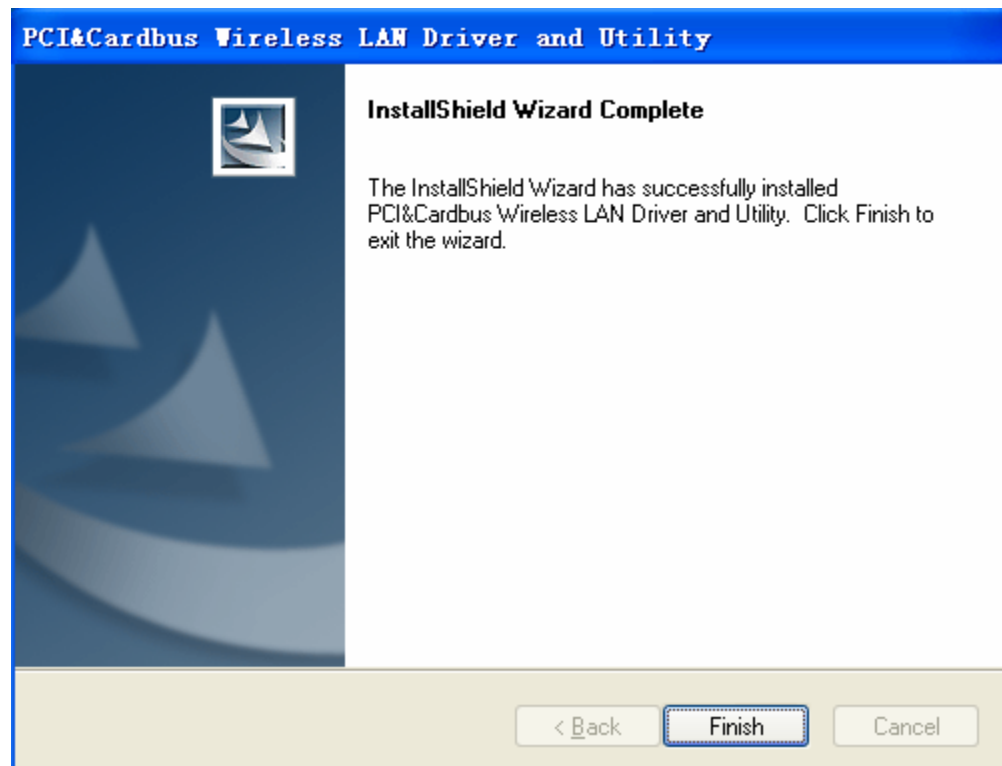 PCI&Cardbus Wireless LAN Driver and Utility
InstallShield Wizard Complete
The InstallShield Wizard has successfully installed
PCI&Cardbus Wireless LAN Driver and Utility.  Click Finish to
exit the wizard.
< Back
Finish
Cancel